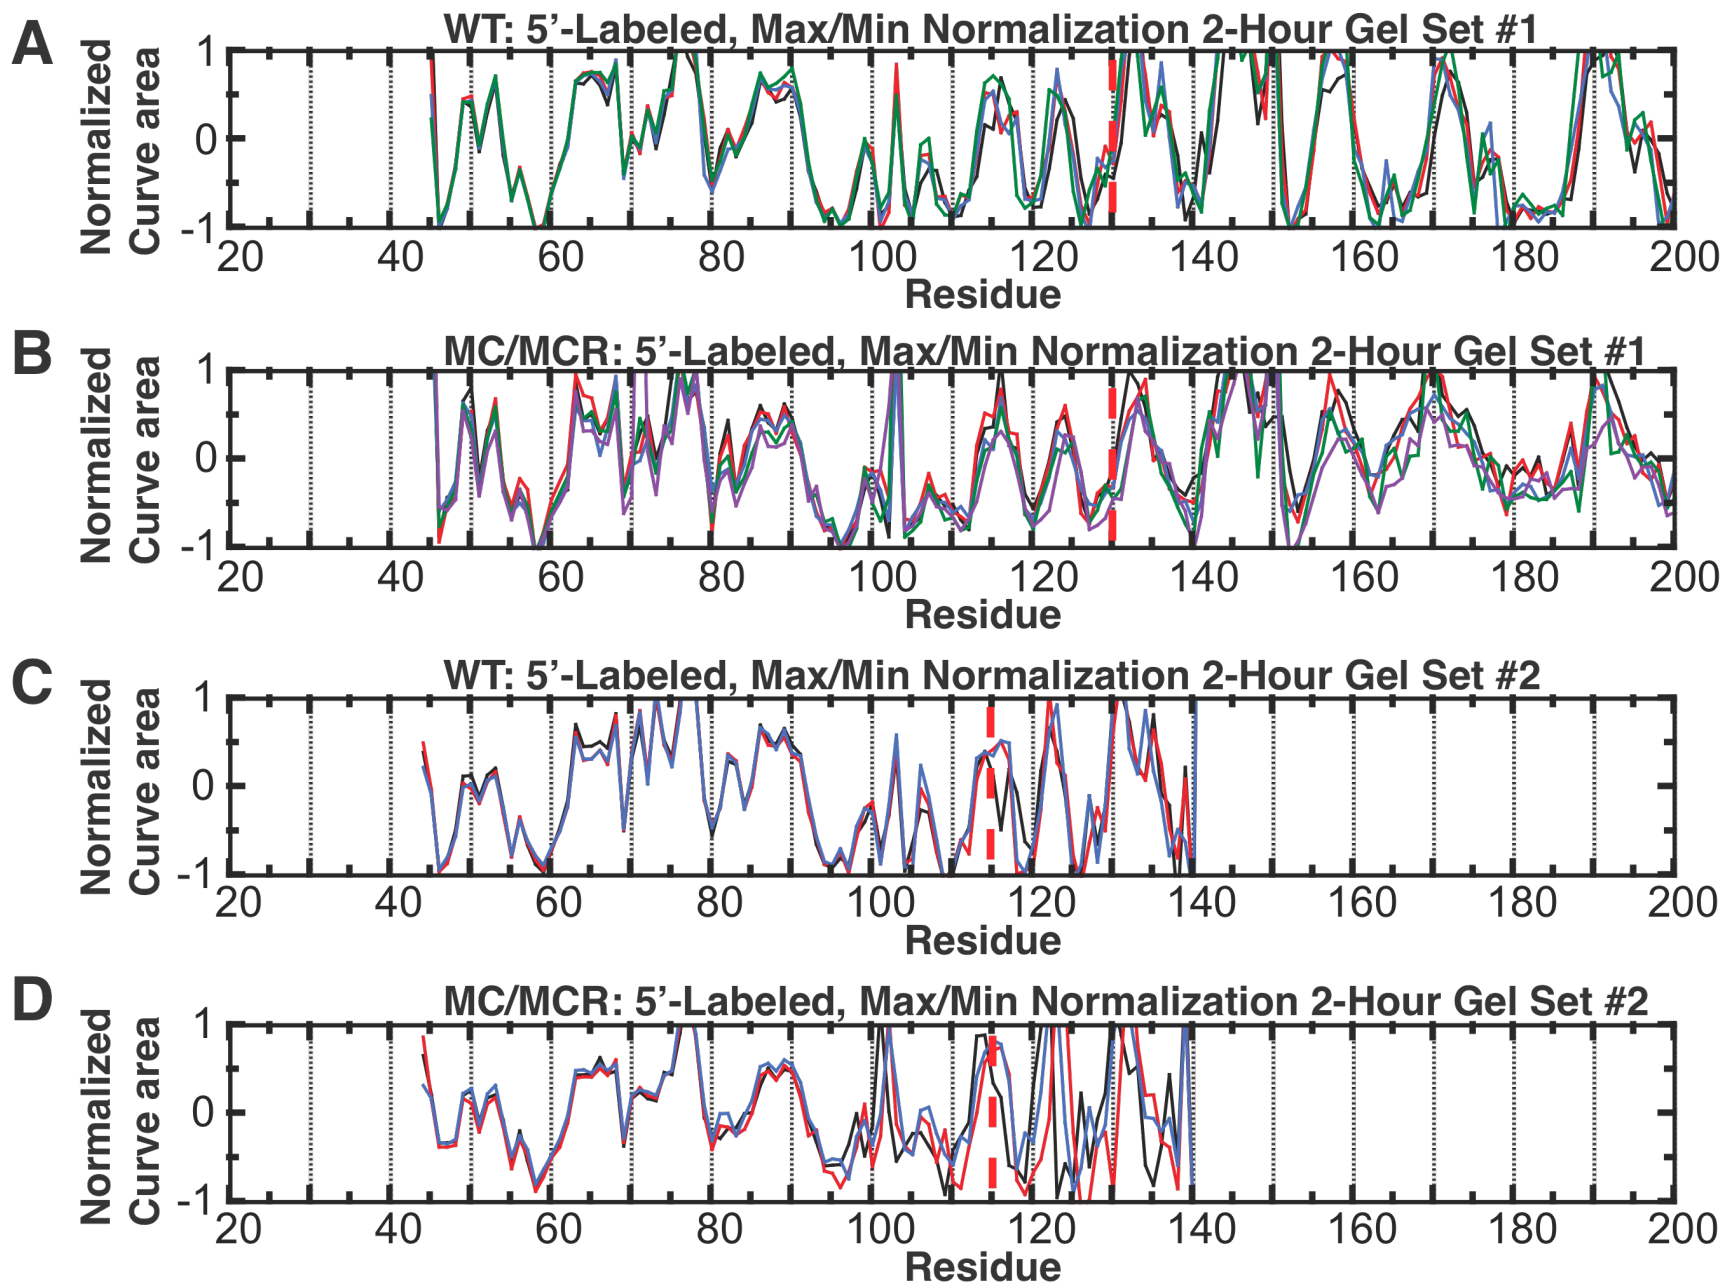 A
WT: 5’-Labeled, Max/Min Normalization 2-Hour Gel Set #1
Normalized
Curve area
1
0
-1
20 40 60 80 100 120 140 160 180 200
Residue
B
MC/MCR: 5’-Labeled, Max/Min Normalization 2-Hour Gel Set #1
Normalized
Curve area
1
0
-1
20 40 60 80 100 120 140 160 180 200
Residue
C
WT: 5’-Labeled, Max/Min Normalization 2-Hour Gel Set #2
Normalized
Curve area
1
0
-1
20 40 60 80 100 120 140 160 180 200
Residue
D
MC/MCR: 5’-Labeled, Max/Min Normalization 2-Hour Gel Set #2
Normalized
Curve area
1
0
-1
20 40 60 80 100 120 140 160 180 200
Residue